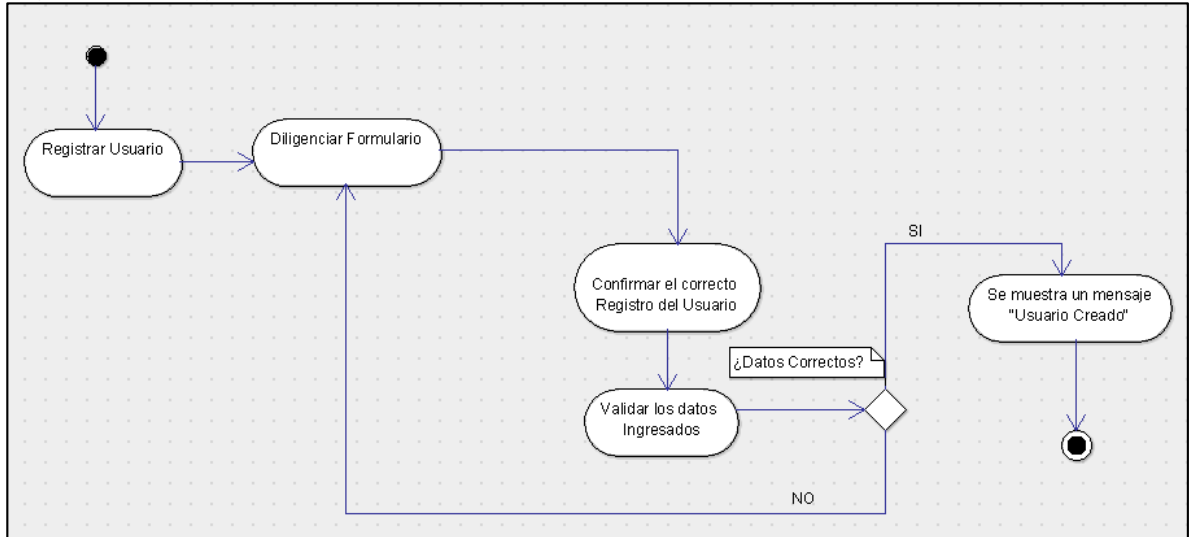 Registrar Usuario
Diligenciar Formulario
Confirmar el correcto
Registro del Usuario
Validar los datos
Ingresados
¿Datos Correctos?
SI
NO
Se muestra un mensaje
"Usuario Creado"